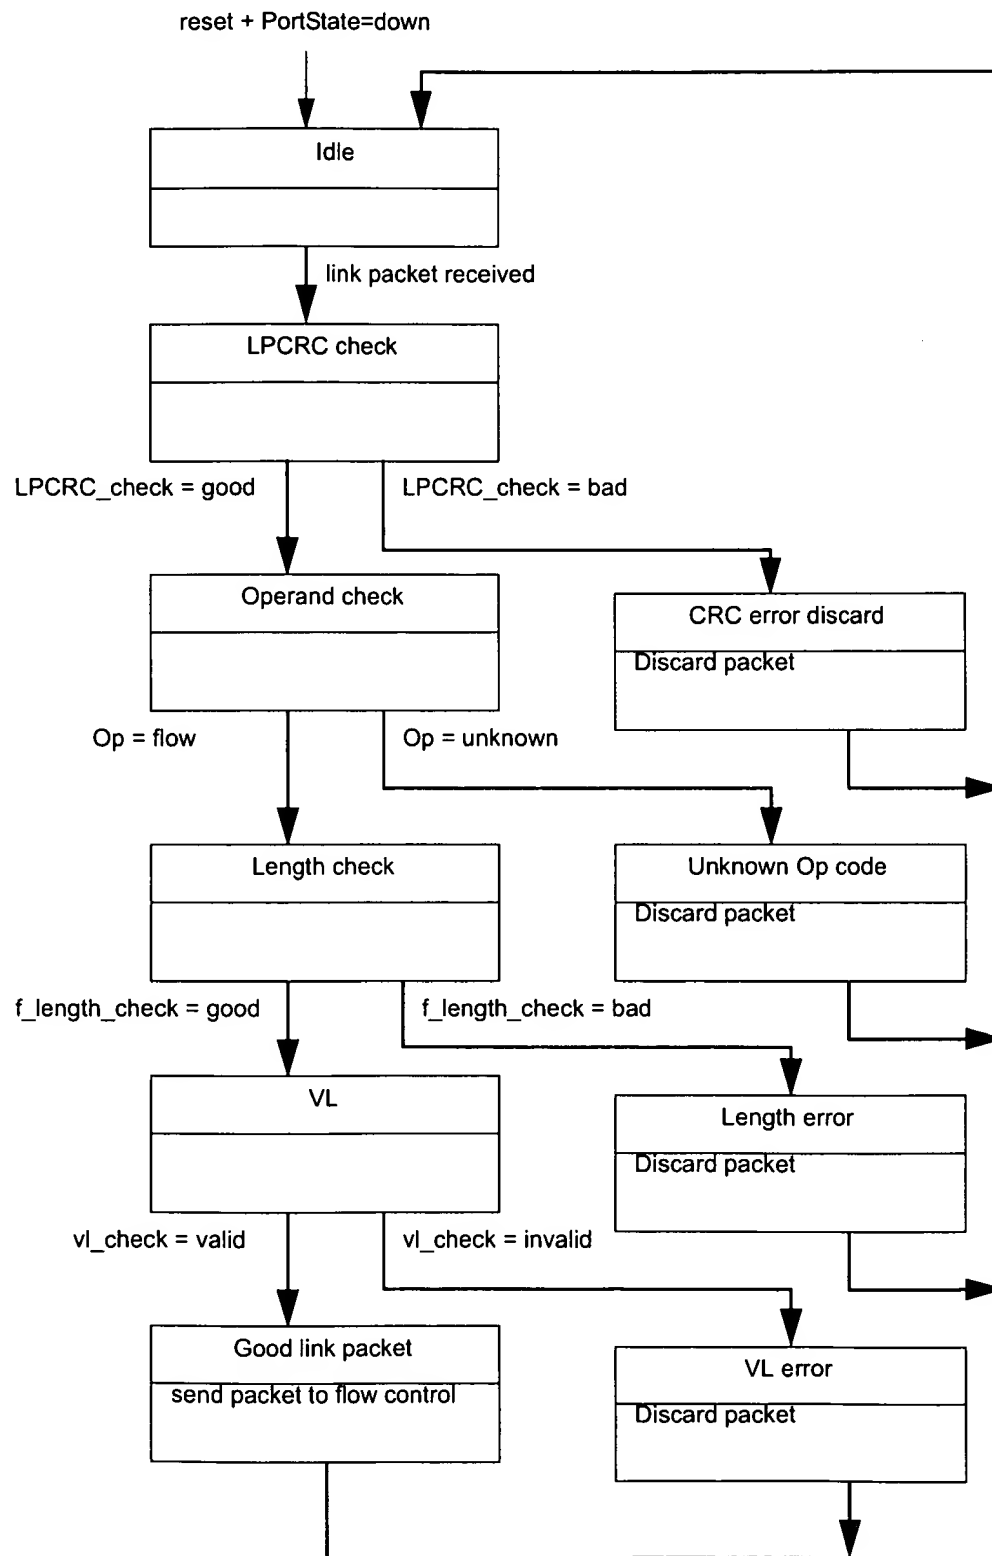 reset + PortState=down
Idle
link packet received
LPCRC check
LPCRC_check = good
LPCRC_check = bad
Operand check
CRC error discard
Discard packet
Op = flow
Op = unknown
Length check
Unknown Op code
Discard packet
f_length_check = good
f_length_check = bad
VL
Length error
Discard packet
vl_check = valid
vl_check = invalid
Good link packet
send packet to flow control
VL error
Discard packet